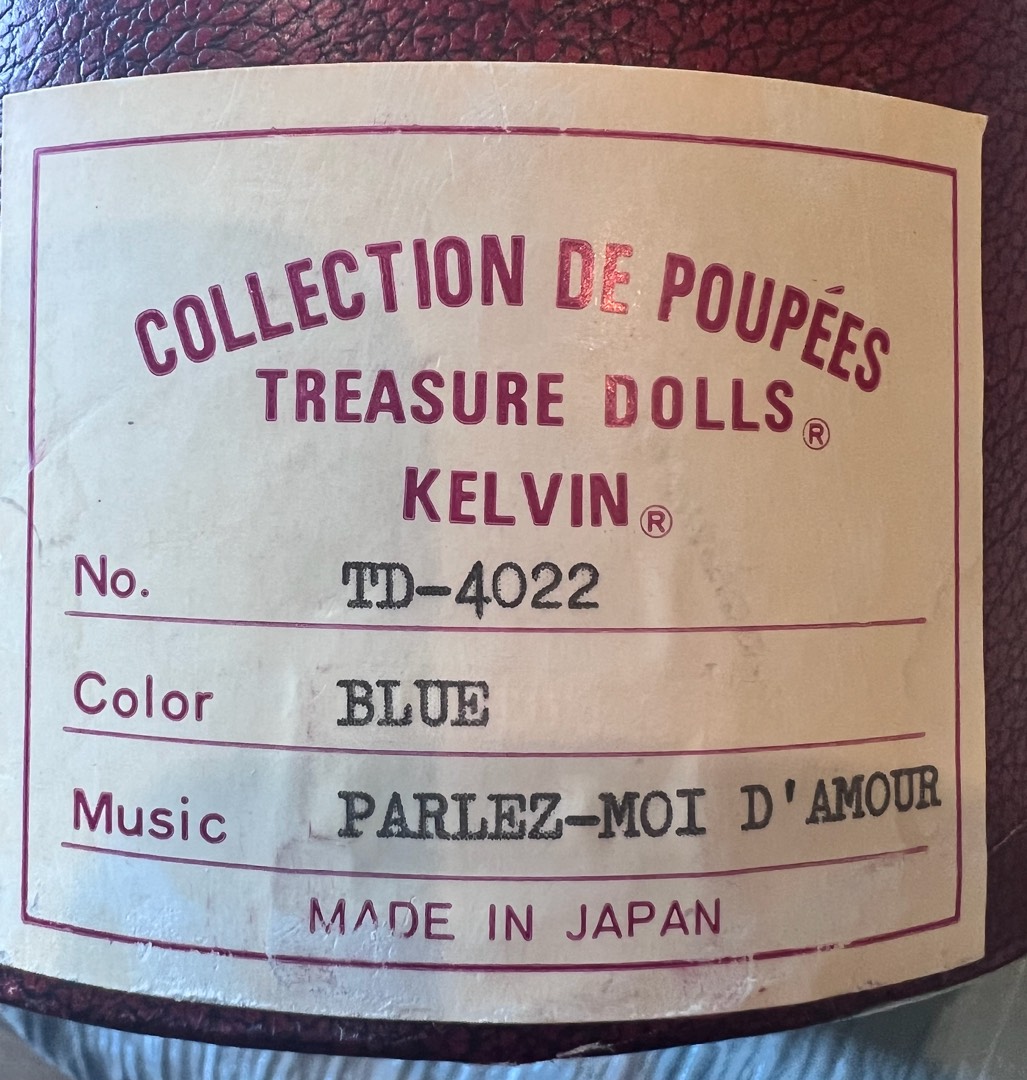 COLLECTION DE POUPÉES
TREASURE DOLLS®
KELVIN®
No. TD-4022
Color BLUE
Music PARLEZ-MOI D'AMOUR
MADE IN JAPAN